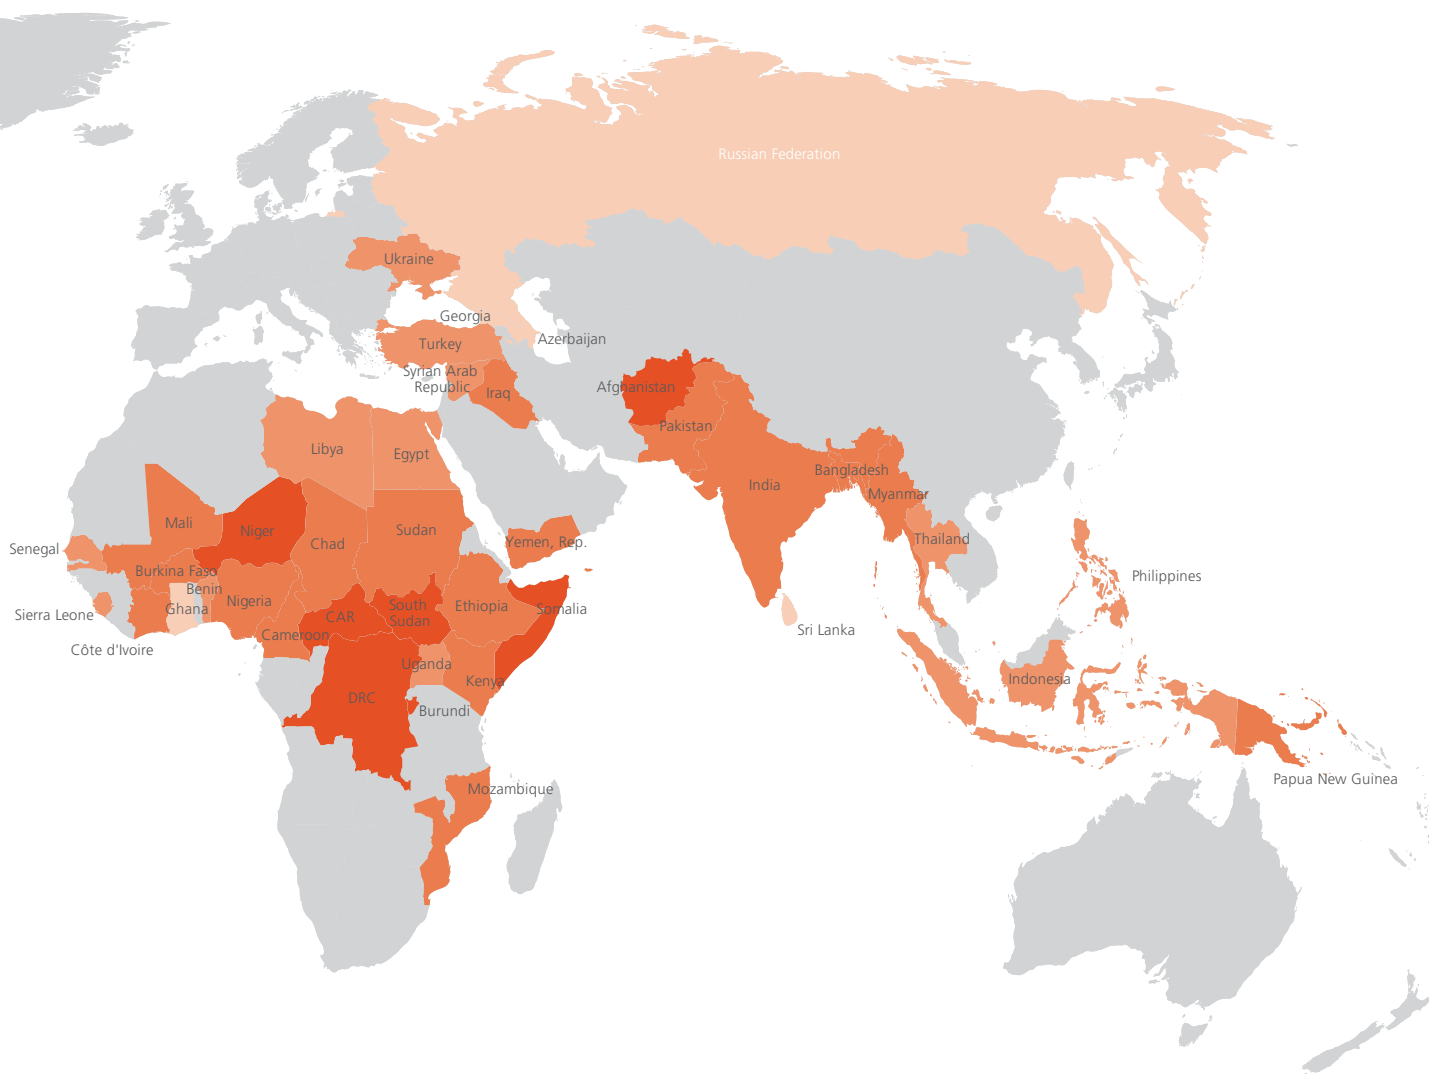 Russian Federation
Ukraine
Georgia
Azerbaijan
Turkey
Syrian Arab
Republic
Iraq
Afghanistan
Pakistan
Libya
Egypt
India
Bangladesh
Myanmar
Mali
Niger
Chad
Sudan
Yemen, Rep.
Thailand
Senegal
Burkina Faso
Benin
Philippines
Ghana
Nigeria
South
Sudan
Ethiopia
Somalia
Sierra Leone
CAR
Cameroon
Sri Lanka
Côte d'Ivoire
Uganda
Kenya
Indonesia
DRC
Burundi
Mozambique
Papua New Guinea